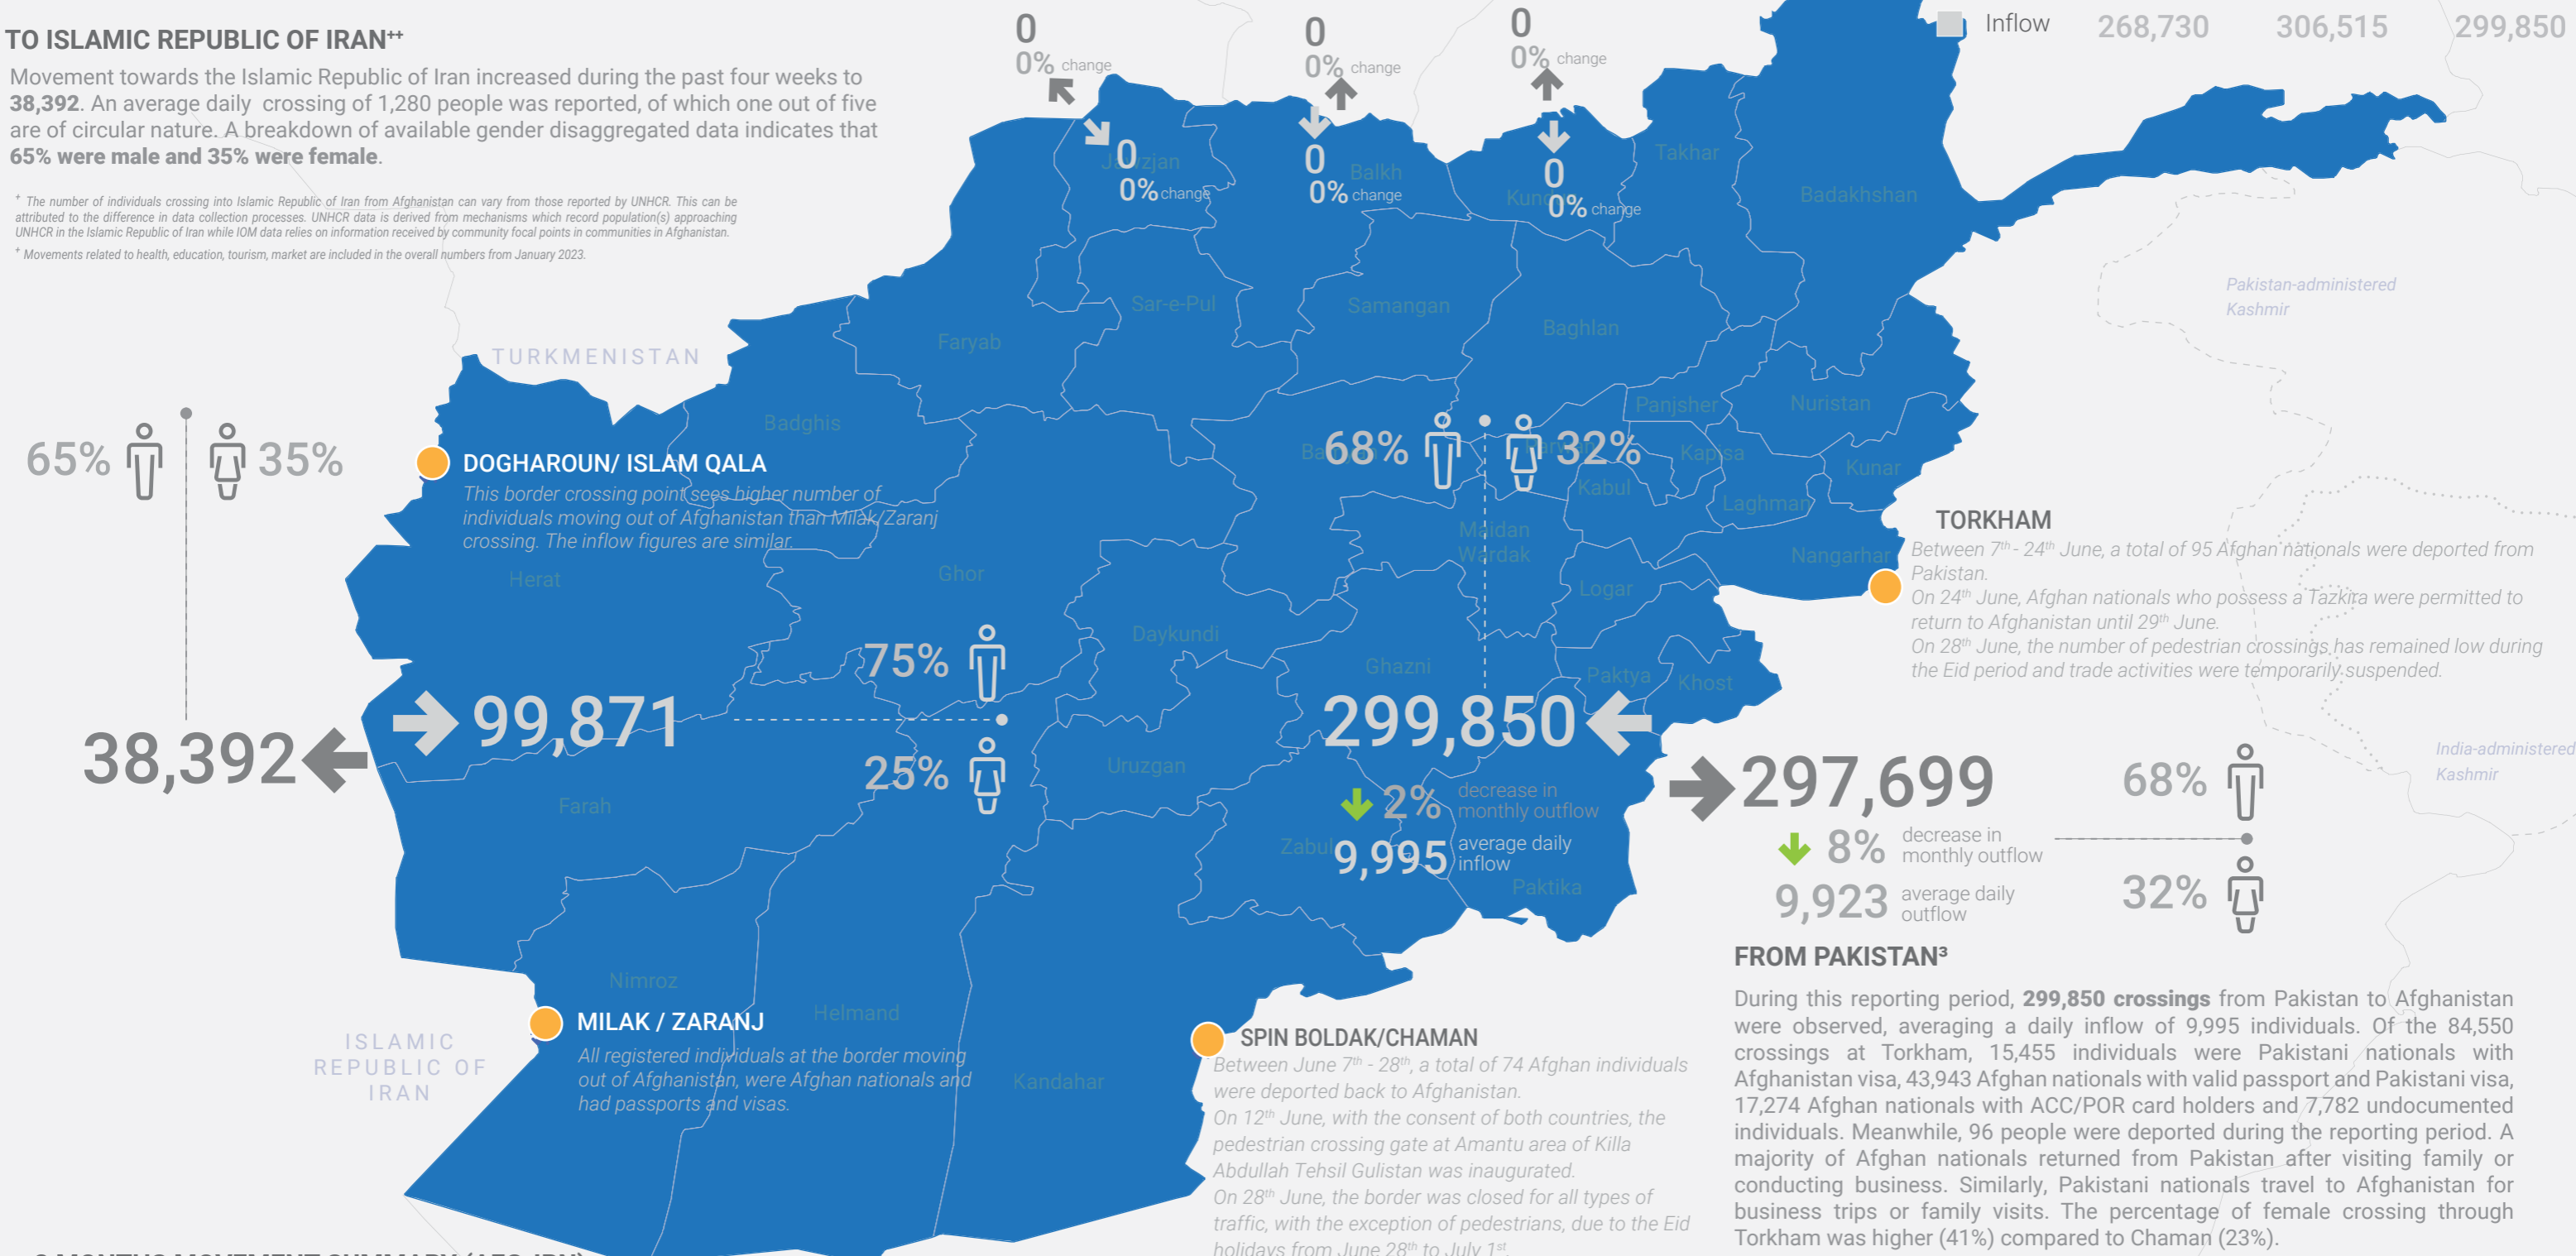 TO ISLAMIC REPUBLIC OF IRAN++
Movement towards the Islamic Republic of Iran increased during the past four weeks to
38,392. An average daily crossing of 1,280 people was reported, of which one out of five
are of circular nature. A breakdown of available gender disaggregated data indicates that
65% were male and 35% were female.
+ The number of individuals crossing into Islamic Republic of Iran from Afghanistan can vary from those reported by UNHCR. This can be
attributed to the difference in data collection processes. UNHCR data is derived from mechanisms which record population(s) approaching
UNHCR in the Islamic Republic of Iran while IOM data relies on information received by community focal points in communities in Afghanistan.
+ Movements related to health, education, tourism, market are included in the overall numbers from January 2023.
0
0% change
0
0% change
0
0% change
0
0% change
0
0% change
0
0% change
Inflow 268,730 306,515 299,850
Jawzjan
Balkh
Takhar
Badakhshan
Sar-e-Pul
Samangan
Baghlan
Faryab
TURKMENISTAN
Pakistan-administered
Kashmir
Badghis
Panjsher
Nuristan
65%
35%
DOGHAROUN/ ISLAM QALA
This border crossing point sees higher number of
individuals moving out of Afghanistan than Milak/Zaranj
crossing. The inflow figures are similar.
68%
32%
Kapisa
Kunar
Kabul
Laghman
Maidan
Wardak
Nangarhar
Logar
Herat
Ghor
Daykundi
Ghazni
Paktya
Khost
TORKHAM
Between 7th - 24th June, a total of 95 Afghan nationals were deported from
Pakistan.
On 24th June, Afghan nationals who possess a Tazkira were permitted to
return to Afghanistan until 29th June.
On 28th June, the number of pedestrian crossings has remained low during
the Eid period and trade activities were temporarily suspended.
75%
99,871
25%
38,392
299,850
2% decrease in
monthly outflow
9,995 average daily
inflow
Uruzgan
Farah
Zabul
Paktika
297,699
8% decrease in
monthly outflow
9,923 average daily
outflow
68%
32%
India-administered
Kashmir
Nimroz
Helmand
Kandahar
ISLAMIC
REPUBLIC OF
IRAN
MILAK / ZARANJ
All registered individuals at the border moving
out of Afghanistan, were Afghan nationals and
had passports and visas.
SPIN BOLDAK/CHAMAN
Between June 7th - 28th, a total of 74 Afghan individuals
were deported back to Afghanistan.
On 12th June, with the consent of both countries, the
pedestrian crossing gate at Amantu area of Killa
Abdullah Tehsil Gulistan was inaugurated.
On 28th June, the border was closed for all types of
traffic, with the exception of pedestrians, due to the Eid
holidays from June 28th to July 1st
FROM PAKISTAN³
During this reporting period, 299,850 crossings from Pakistan to Afghanistan
were observed, averaging a daily inflow of 9,995 individuals. Of the 84,550
crossings at Torkham, 15,455 individuals were Pakistani nationals with
Afghanistan visa, 43,943 Afghan nationals with valid passport and Pakistani visa,
17,274 Afghan nationals with ACC/POR card holders and 7,782 undocumented
individuals. Meanwhile, 96 people were deported during the reporting period. A
majority of Afghan nationals returned from Pakistan after visiting family or
conducting business. Similarly, Pakistani nationals travel to Afghanistan for
business trips or family visits. The percentage of female crossing through
Torkham was higher (41%) compared to Chaman (23%).